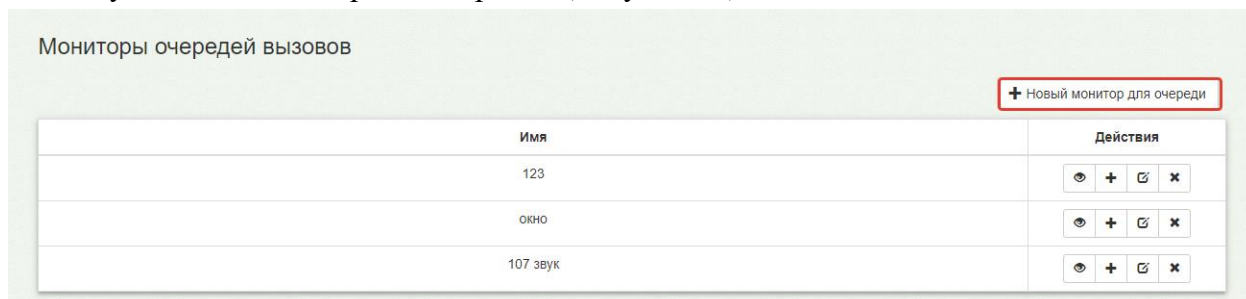 Мониторы очередей вызовов
Новый монитор для очереди
Имя Действия
123
окно
107 звук